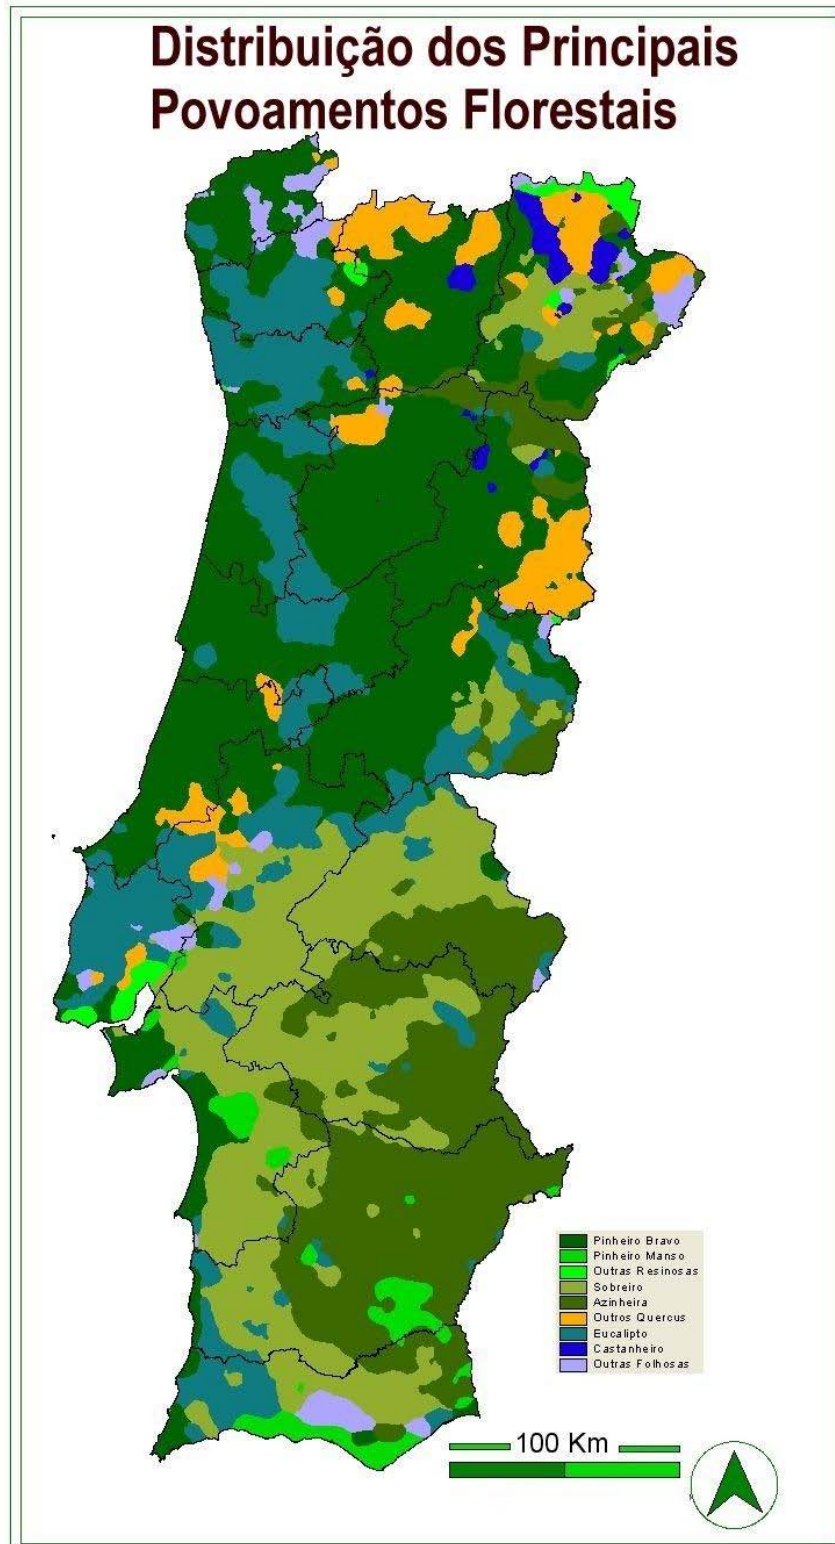 Distribuição dos Principais
Povoamentos Florestais
Pinheiro Bravo
Pinheiro Manso
Outras Resinosas
Sobreiro
Azinheira
Outros Quercus
Eucalipto
Castanheiro
Outras Folhosas
100 Km